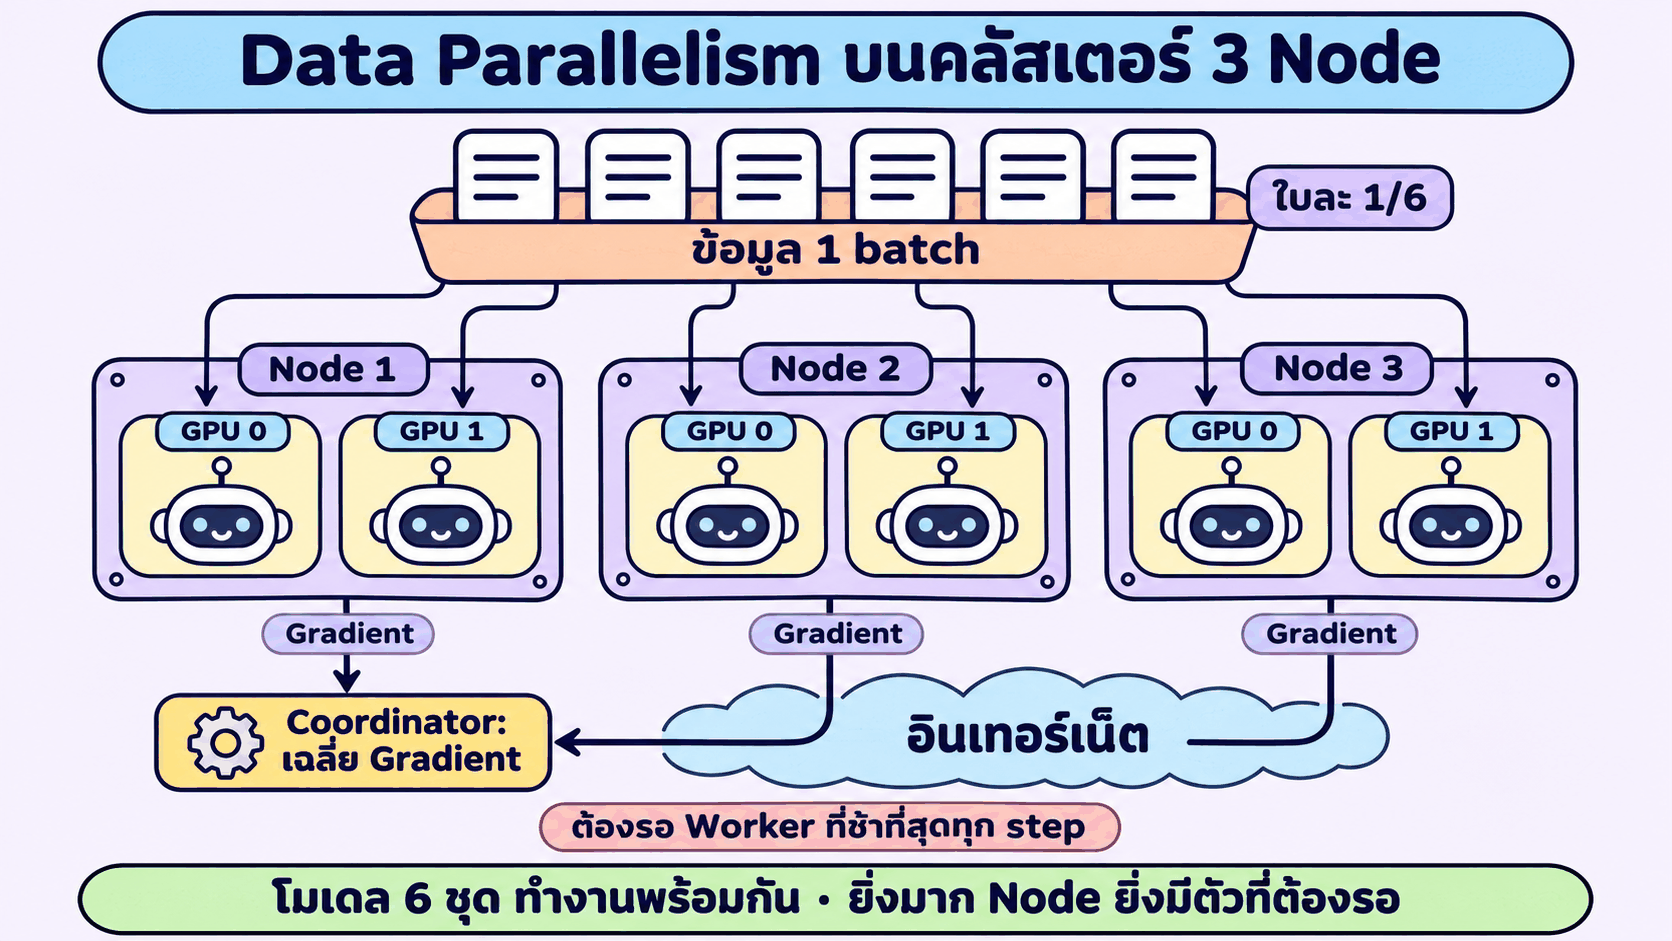 Data Parallelism บนคลัสเตอร์ 3 Node
ใบละ 1/6
ข้อมูล 1 batch
Node 1
Node 2
Node 3
GPU 0
GPU 1
GPU 0
GPU 1
GPU 0
GPU 1
Gradient
Gradient
Gradient
Coordinator:
เฉลี่ย Gradient
อินเทอร์เน็ต
ต้องรอ Worker ที่ช้าที่สุดทุก step
โมเดล 6 ชุด ทำงานพร้อมกัน · ยิ่งมาก Node ยิ่งมีตัวที่ต้องรอ